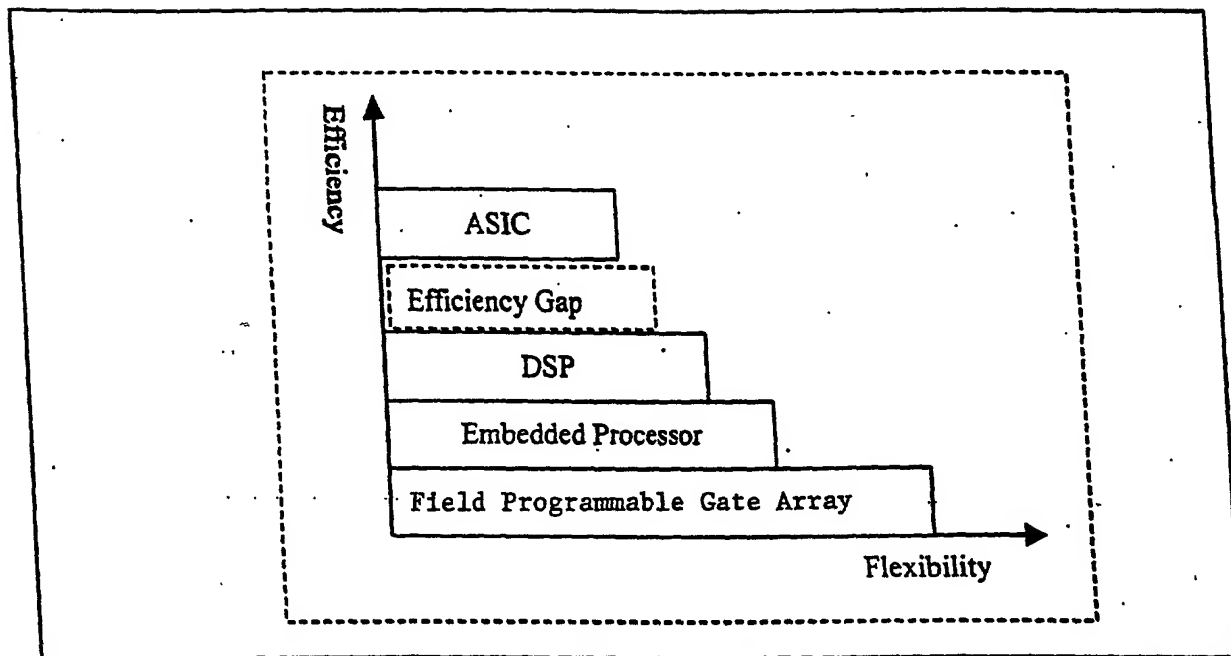 Efficiency
ASIC
Efficiency Gap
DSP
Embedded Processor
Field Programmable Gate Array
Flexibility